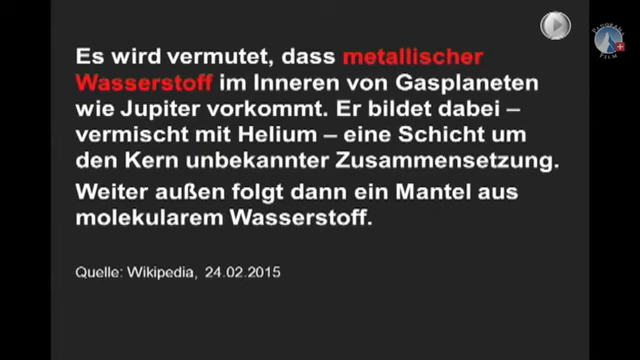 Es wird vermutet, dass metallischer
Wasserstoff im Inneren von Gasplaneten
wie Jupiter vorkommt. Er bildet dabei –
vermischt mit Helium – eine Schicht um
den Kern unbekannter Zusammensetzung.
Weiter außen folgt dann ein Mantel aus
molekularem Wasserstoff.
Quelle: Wikipedia, 24.02.2015